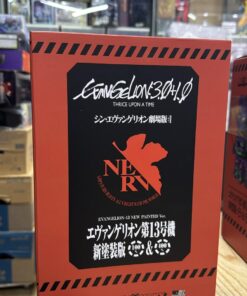 EVANGELION:3.0+1.0
THRICE UPON A TIME
シン・エヴァンゲリオン劇場版:||
NERV
EVANGELION-13 NEW PAINTED Ver.
エヴァンゲリオン第13号機
新塗装版 100 & 100